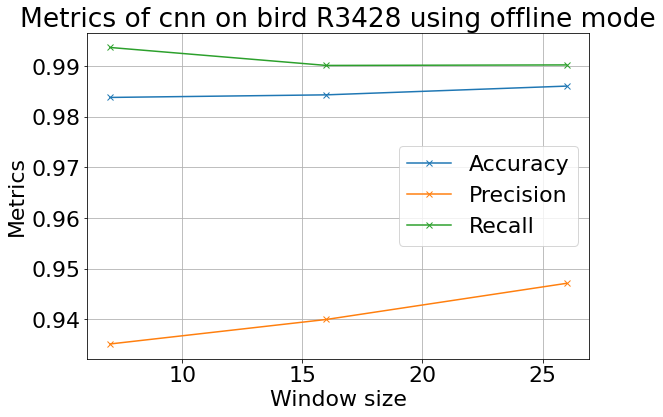 Metrics of cnn on bird R3428 using offline mode
Metrics
0.99
0.98
0.97
0.96
0.95
0.94
Accuracy
Precision
Recall
10 15 20 25
Window size